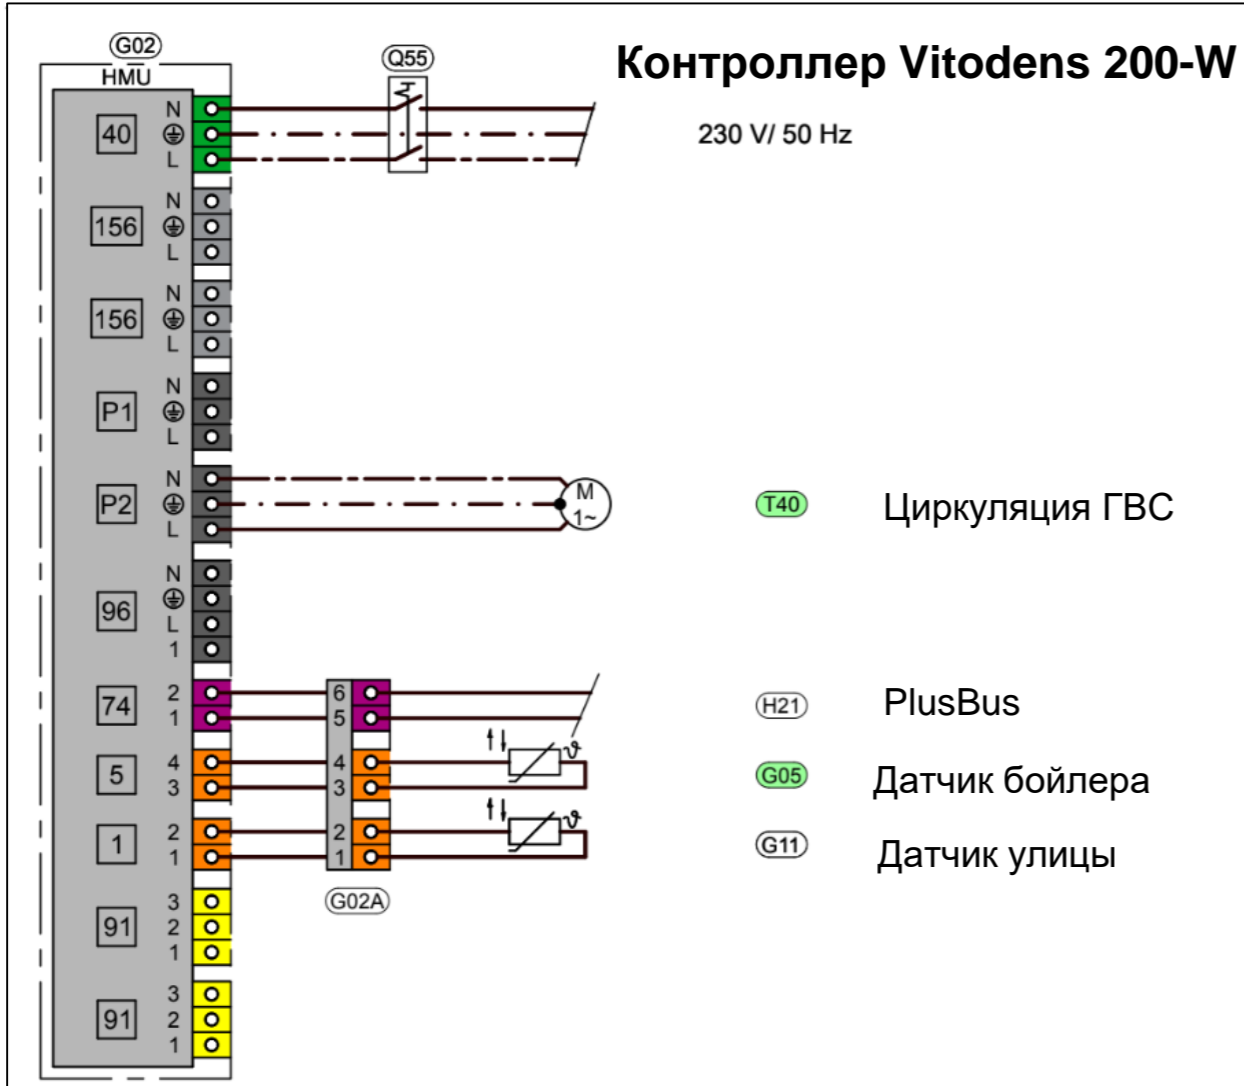 G02
Q55
Контроллер Vitodens 200-W
HMU
40
N
L
230 V/ 50 Hz
156
N
L
156
N
L
P1
N
L
P2
N
L
M
1~
T40
Циркуляция ГВС
96
N
L
1
74
2
1
6
5
H21
PlusBus
5
4
3
4
3
ϑ
G05
Датчик бойлера
1
2
1
2
1
ϑ
G11
Датчик улицы
G02A
91
3
2
1
91
3
2
1